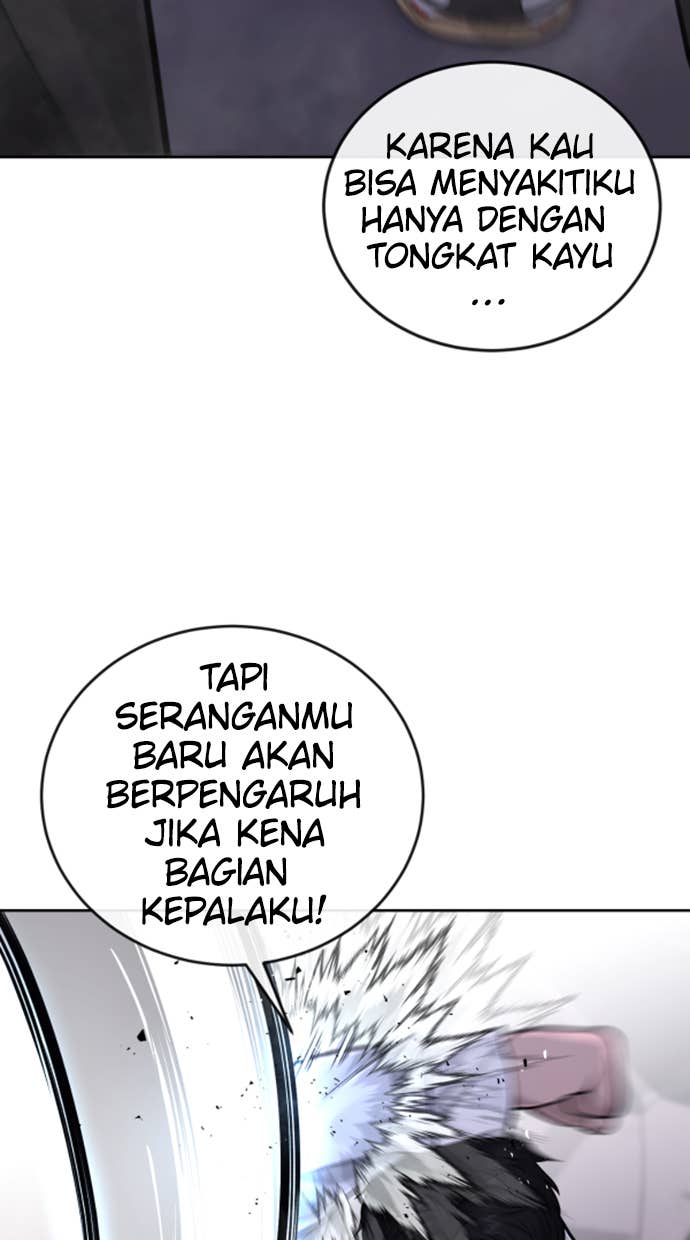 KARENA KAU
BISA MENYAKITIKU
HANYA DENGAN
TONGKAT KAYU
...
TAPI
SERANGANMU
BARU AKAN
BERPENGARUH
JIKA KENA
BAGIAN
KEPALAKU!